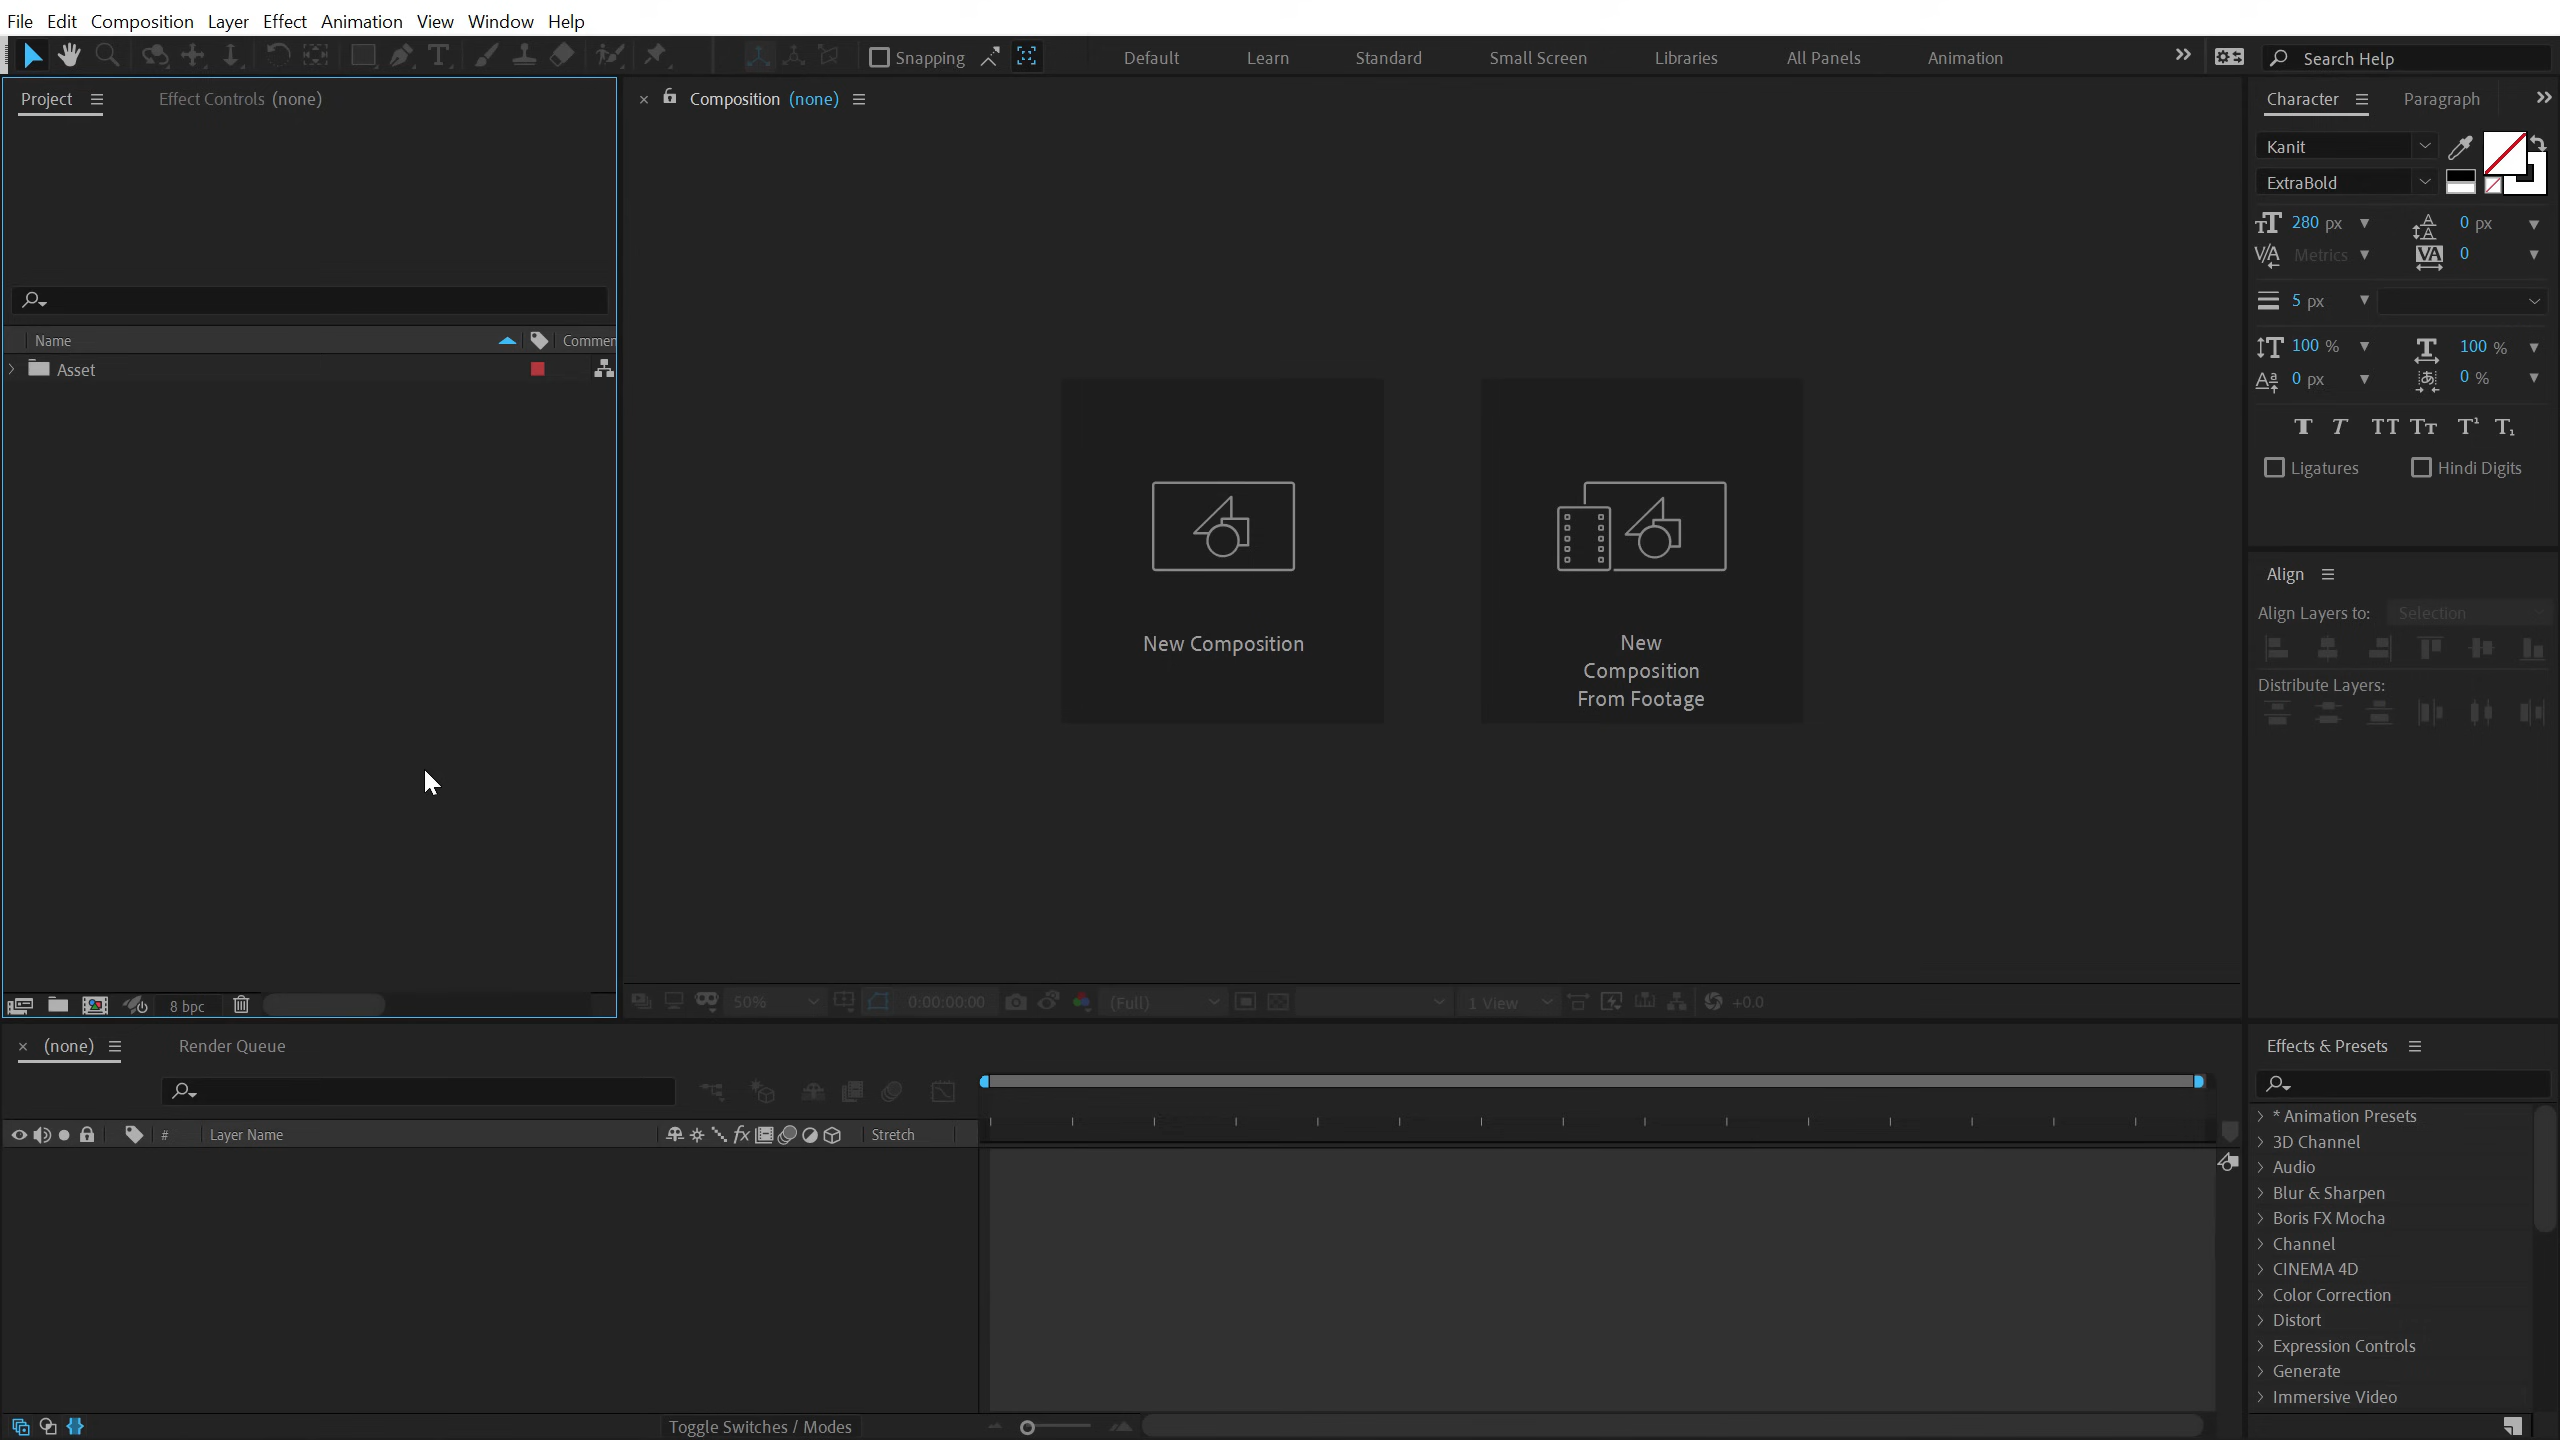 File Edit Composition Layer Effect Animation View Window Help
Snapping Default Learn Standard Small Screen Libraries All Panels Animation Search Help
Project Effect Controls (none)
Composition (none)
Character Paragraph
Kanit
ExtraBold
280 px 0 px
Metrics 0
5 px
100 % 100 %
0 px 0 %
Ligatures Hindi Digits
Name Commen
Asset
New Composition
New
Composition
From Footage
Align
Align Layers to: Selection
Distribute Layers:
8 bpc
50% 0:00:00:00 (Full) 1 View +0.0
(none) Render Queue
# Layer Name fx Stretch
Toggle Switches / Modes
Effects & Presets
* Animation Presets
3D Channel
Audio
Blur & Sharpen
Boris FX Mocha
Channel
CINEMA 4D
Color Correction
Distort
Expression Controls
Generate
Immersive Video